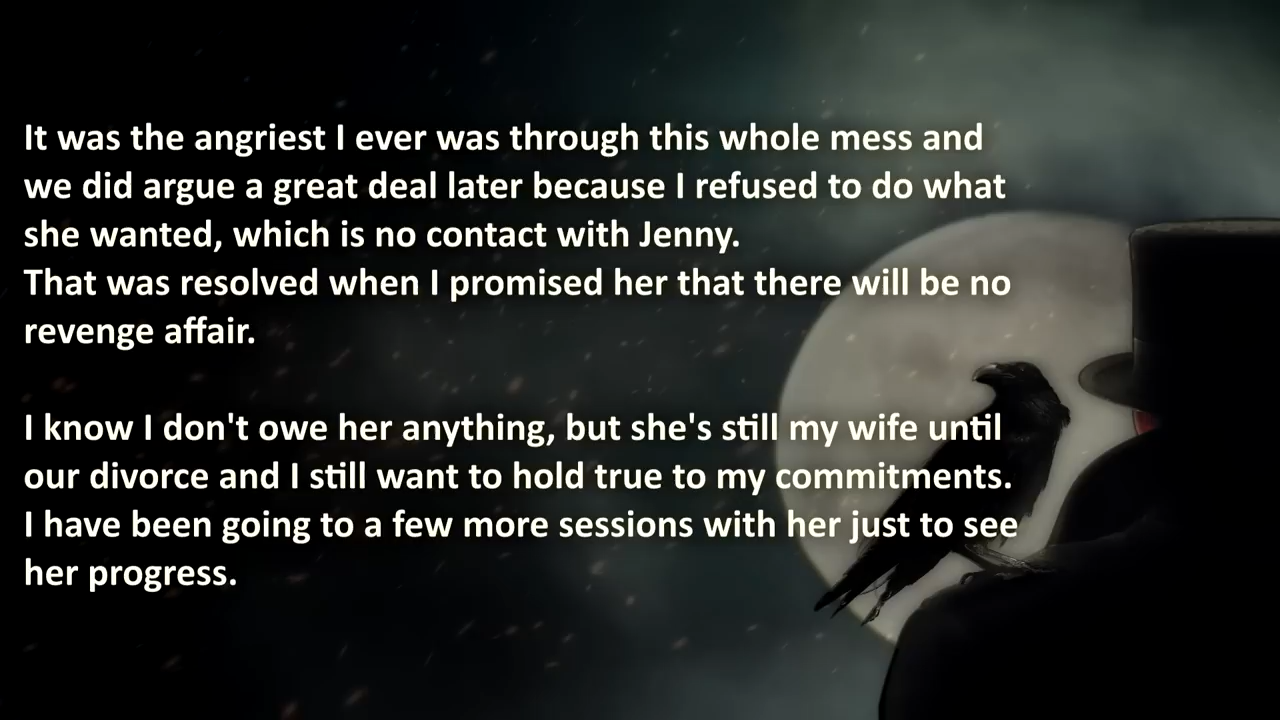 It was the angriest I ever was through this whole mess and
we did argue a great deal later because I refused to do what
she wanted, which is no contact with Jenny.
That was resolved when I promised her that there will be no
revenge affair.
I know I don't owe her anything, but she's still my wife until
our divorce and I still want to hold true to my commitments.
I have been going to a few more sessions with her just to see
her progress.